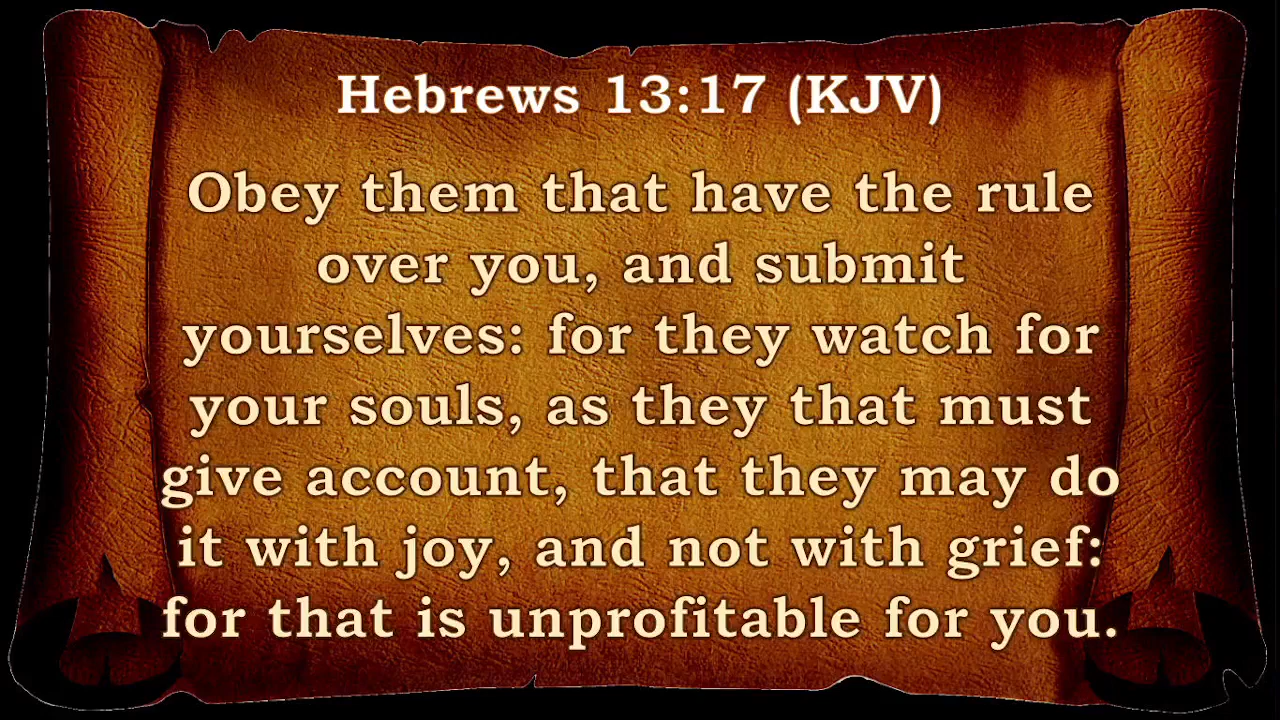 Hebrews 13:17 (KJV)
Obey them that have the rule
over you, and submit
yourselves: for they watch for
your souls, as they that must
give account, that they may do
it with joy, and not with grief:
for that is unprofitable for you.